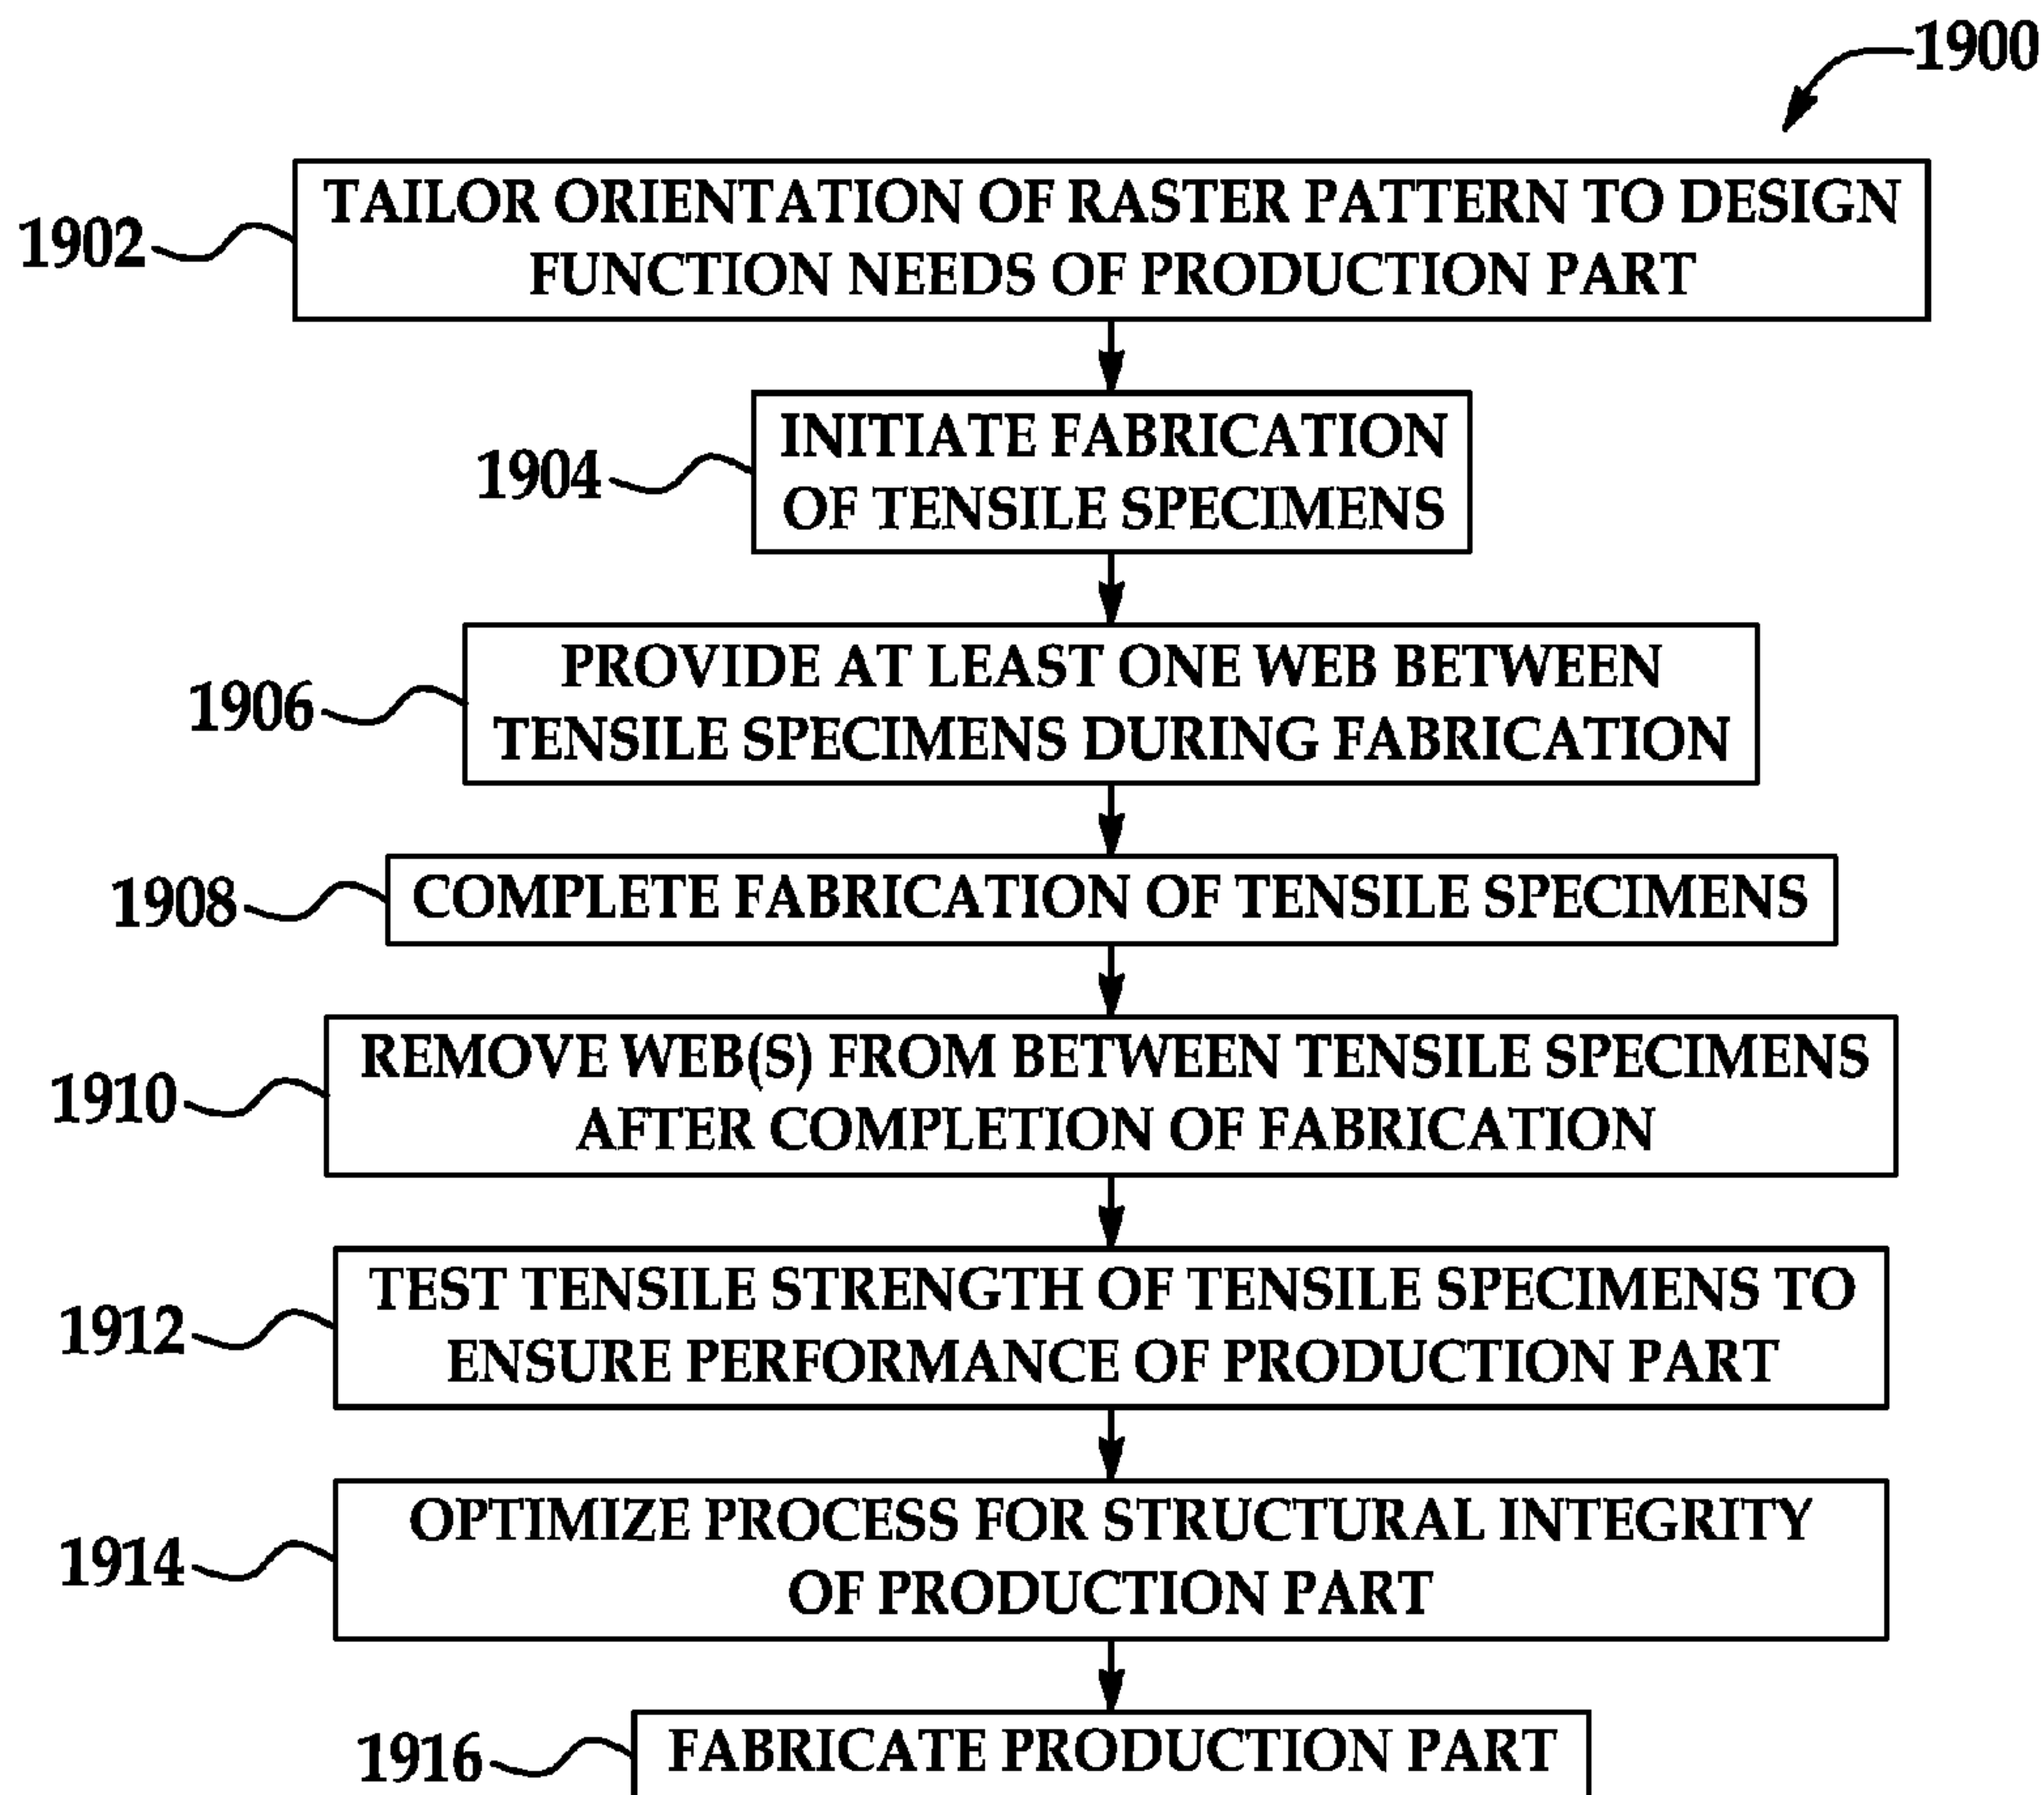 1900
1902
TAILOR ORIENTATION OF RASTER PATTERN TO DESIGN
FUNCTION NEEDS OF PRODUCTION PART
1904
INITIATE FABRICATION
OF TENSILE SPECIMENS
1906
PROVIDE AT LEAST ONE WEB BETWEEN
TENSILE SPECIMENS DURING FABRICATION
1908
COMPLETE FABRICATION OF TENSILE SPECIMENS
1910
REMOVE WEB(S) FROM BETWEEN TENSILE SPECIMENS
AFTER COMPLETION OF FABRICATION
1912
TEST TENSILE STRENGTH OF TENSILE SPECIMENS TO
ENSURE PERFORMANCE OF PRODUCTION PART
1914
OPTIMIZE PROCESS FOR STRUCTURAL INTEGRITY
OF PRODUCTION PART
1916
FABRICATE PRODUCTION PART